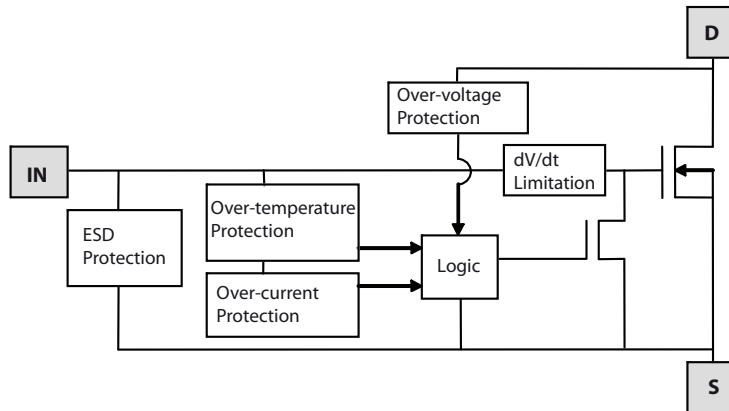 D
Over-voltage
Protection
IN
dV/dt
Limitation
Over-temperature
Protection
ESD
Protection
Logic
Over-current
Protection
S